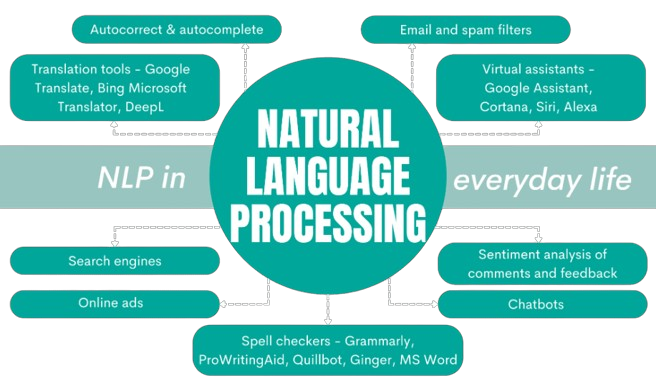 Autocorrect & autocomplete
Email and spam filters
Translation tools - Google
Translate, Bing Microsoft
Translator, DeepL
Virtual assistants -
Google Assistant,
Cortana, Siri, Alexa
NATURAL
LANGUAGE
PROCESSING
NLP in
everyday life
Search engines
Sentiment analysis of
comments and feedback
Online ads
Chatbots
Spell checkers - Grammarly,
ProWritingAid, Quillbot, Ginger, MS Word